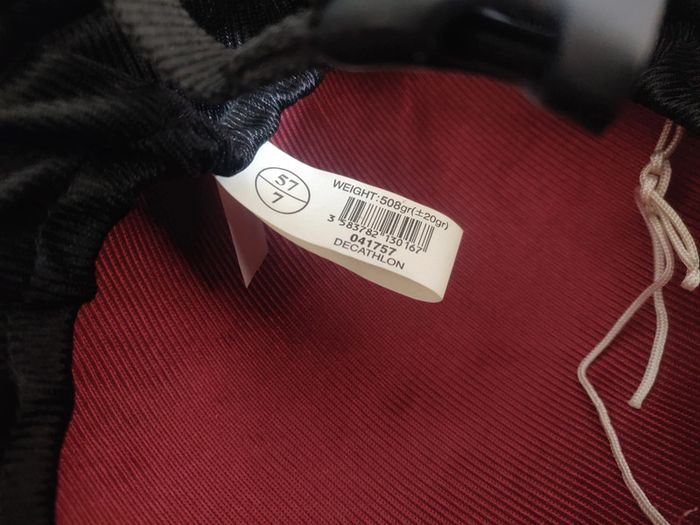 57
7
WEIGHT:508gr(±20gr)
3 583782 130167
041757
DECATHLON